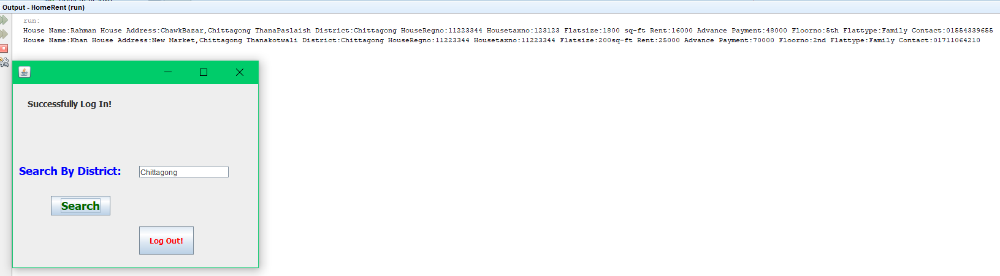 Output - HomeRent (run)
run:
House Name:Rahman House Address:ChawkBazar,Chittagong ThanaPaslaish District:Chittagong HouseRegno:11223344 Housetaxno:123123 Flatsize:1800 sq-ft Rent:16000 Advance Payment:48000 Floorno:5th Flattype:Family Contact:01554339655
House Name:Khan House Address:New Market,Chittagong Thanakotwali District:Chittagong HouseRegno:11223344 Housetaxno:11223344 Flatsize:200sq-ft Rent:25000 Advance Payment:70000 Floorno:2nd Flattype:Family Contact:01711064210
Successfully Log In!
Search By District: Chittagong
Search
Log Out!